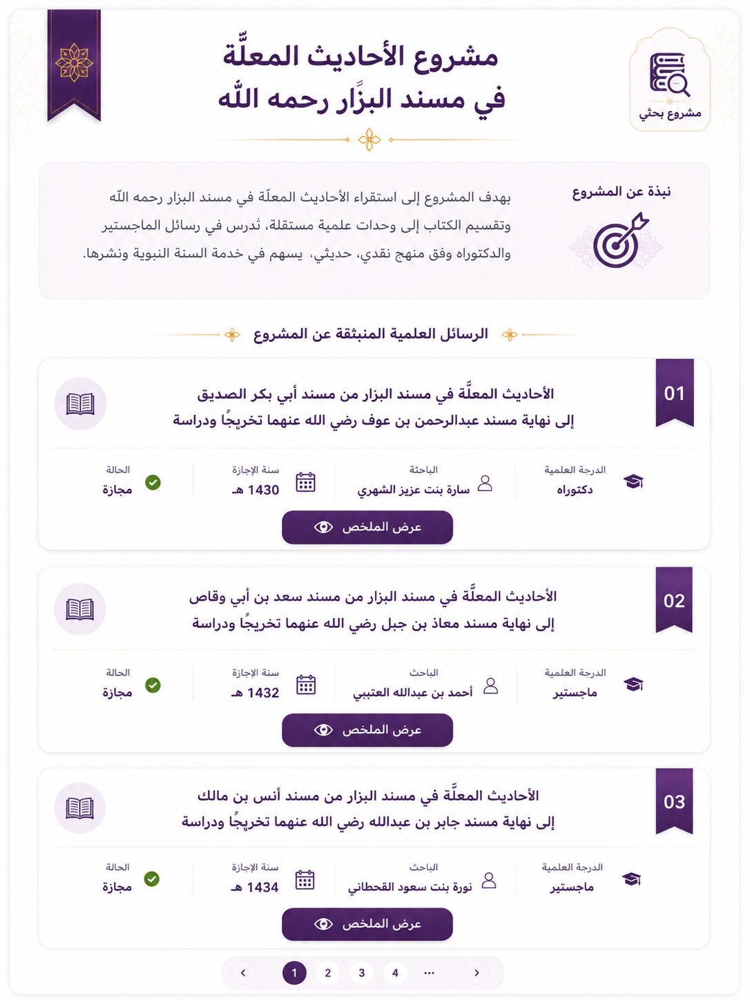 مشروع الأحاديث المعلَّة
في مسند البزَّار رحمه الله
مشروع بحثي
نبذة عن المشروع
بهدف المشروع إلى استقراء الأحاديث المعلّة في مسند البزار رحمه الله
وتقسيم الكتاب إلى وحدات علمية مستقلة، تُدرس في رسائل الماجستير
والدكتوراه وفق منهج نقدي، حديثي، يسهم في خدمة السنة النبوية ونشرها.
الرسائل العلمية المنبثقة عن المشروع
01
الأحاديث المعلَّة في مسند البزار من مسند أبي بكر الصديق
إلى نهاية مسند عبدالرحمن بن عوف رضي الله عنهما تخريجًا ودراسة
الدرجة العلمية
دكتوراه
الباحثة
سارة بنت عزيز الشهري
سنة الإجازة
1430 هـ
الحالة
مجازة
عرض الملخص
02
الأحاديث المعلَّة في مسند البزار من مسند سعد بن أبي وقاص
إلى نهاية مسند معاذ بن جبل رضي الله عنهما تخريجًا ودراسة
الدرجة العلمية
ماجستير
الباحث
أحمد بن عبدالله العتيبي
سنة الإجازة
1432 هـ
الحالة
مجازة
عرض الملخص
03
الأحاديث المعلَّة في مسند البزار من مسند أنس بن مالك
إلى نهاية مسند جابر بن عبدالله رضي الله عنهما تخريجًا ودراسة
الدرجة العلمية
ماجستير
الباحث
نورة بنت سعود القحطاني
سنة الإجازة
1434 هـ
الحالة
مجازة
عرض الملخص
‹ 1 2 3 4 ... ›